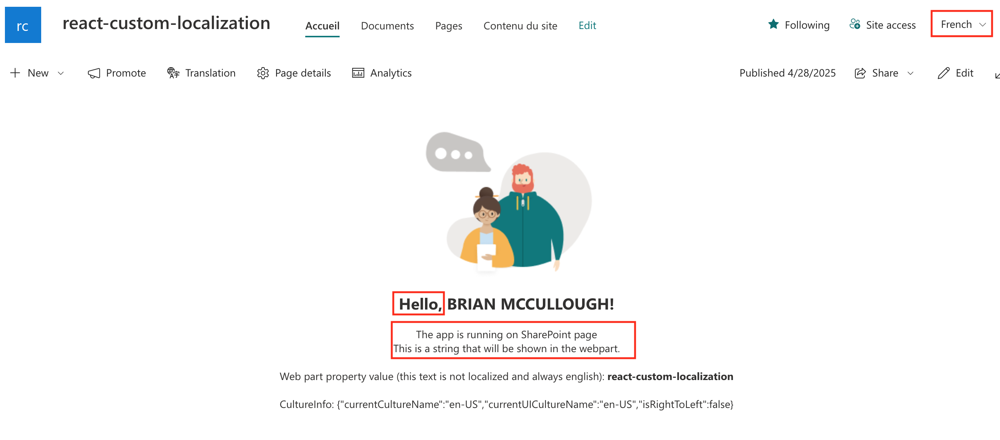 rc react-custom-localization Accueil Documents Pages Contenu du site Edit Following Site access French
New Promote Translation Page details Analytics Published 4/28/2025 Share Edit
Hello, BRIAN MCCULLOUGH!
The app is running on SharePoint page
This is a string that will be shown in the webpart.
Web part property value (this text is not localized and always english): react-custom-localization
CultureInfo: {"currentCultureName":"en-US","currentUICultureName":"en-US","isRightToLeft":false}